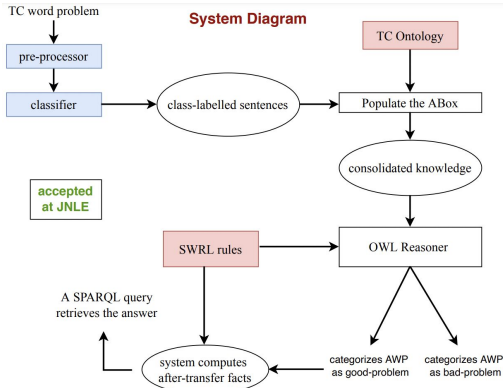 TC word problem
System Diagram
TC Ontology
pre-processor
classifier
class-labelled sentences
Populate the ABox
consolidated knowledge
accepted
at JNLE
SWRL rules
OWL Reasoner
A SPARQL query
retrieves the answer
system computes
after-transfer facts
categorizes AWP
as good-problem
categorizes AWP
as bad-problem